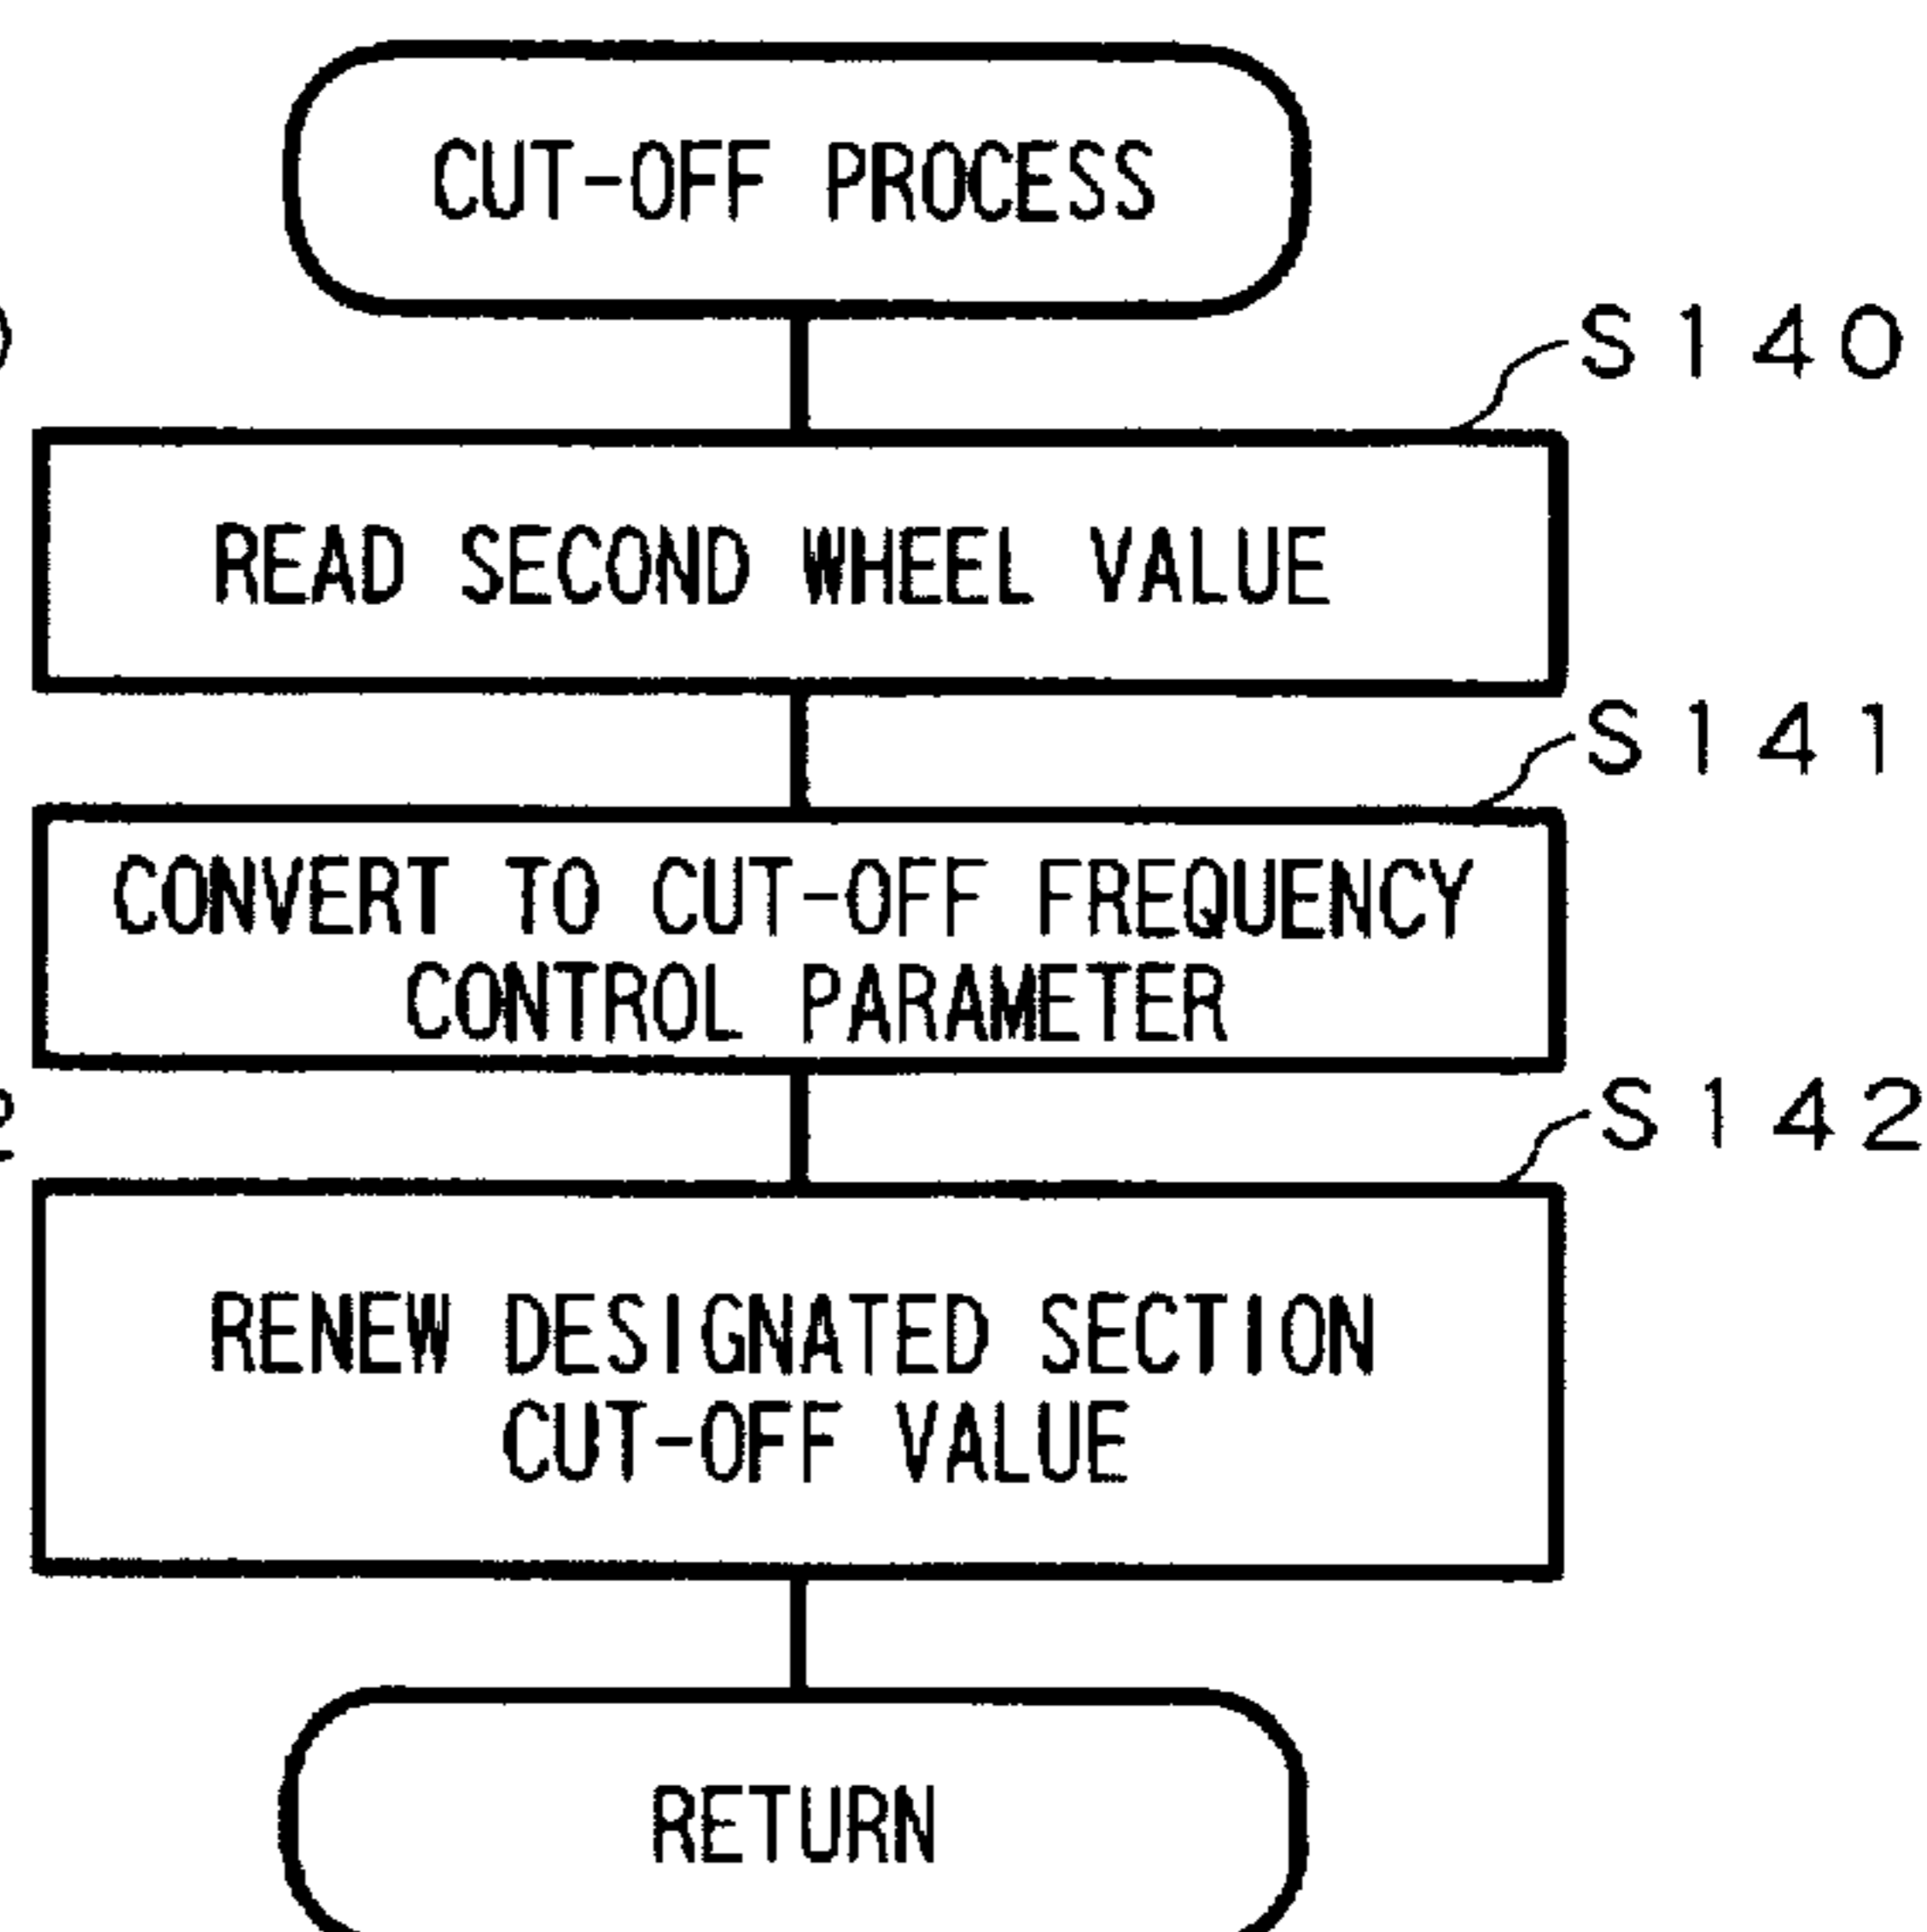 CUT-OFF PROCESS
S140
READ SECOND WHEEL VALUE
S141
CONVERT TO CUT-OFF FREQUENCY
CONTROL PARAMETER
S142
RENEW DESIGNATED SECTION
CUT-OFF VALUE
RETURN